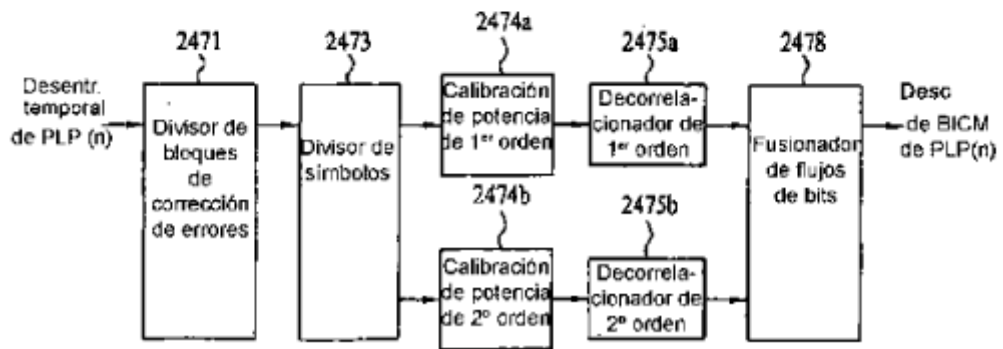 2471
2473
2474a
2475a
2478
Desentr.
temporal
de PLP (n)
Divisor de
bloques
de
corrección
de errores
Divisor de
símbolos
Calibración
de potencia
de 1er orden
Decorrela-
cionador de
1er orden
Fusionador
de flujos
de bits
Desc
de BICM
de PLP(n)
2474b
2475b
Calibración
de potencia
de 2º orden
Decorrela-
cionador de
2º orden